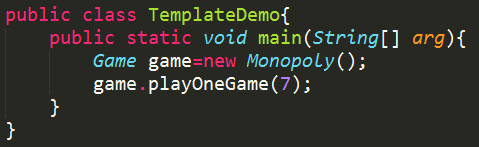 public class TemplateDemo{
    public static void main(String[] arg){
        Game game=new Monopoly();
        game.playOneGame(7);
    }
}